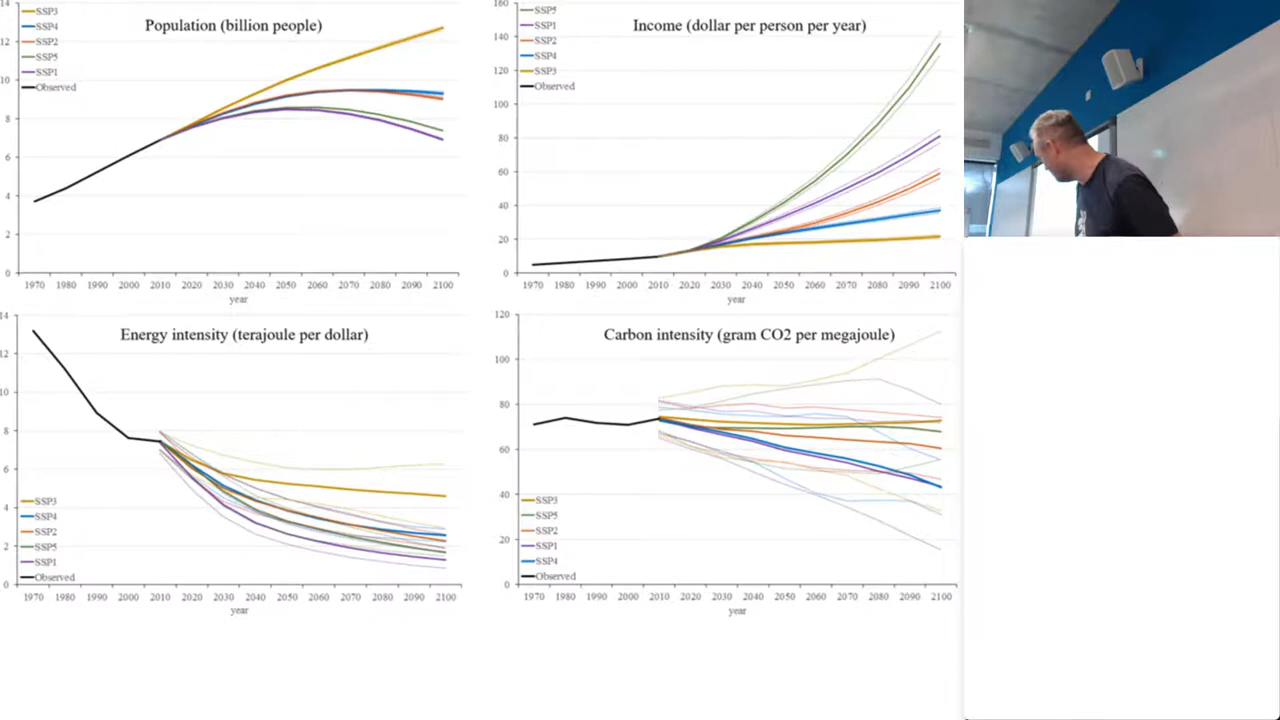 Population (billion people)
14
12
10
8
6
4
2
0
SSP3
SSP4
SSP2
SSP5
SSP1
Observed
1970 1980 1990 2000 2010 2020 2030 2040 2050 2060 2070 2080 2090 2100
year
Income (dollar per person per year)
160
140
120
100
80
60
40
20
0
SSP5
SSP1
SSP2
SSP4
SSP3
Observed
1970 1980 1990 2000 2010 2020 2030 2040 2050 2060 2070 2080 2090 2100
year
Energy intensity (terajoule per dollar)
14
12
10
8
6
4
2
0
SSP3
SSP4
SSP2
SSP5
SSP1
Observed
1970 1980 1990 2000 2010 2020 2030 2040 2050 2060 2070 2080 2090 2100
year
Carbon intensity (gram CO2 per megajoule)
120
100
80
60
40
20
0
SSP3
SSP5
SSP2
SSP1
SSP4
Observed
1970 1980 1990 2000 2010 2020 2030 2040 2050 2060 2070 2080 2090 2100
year